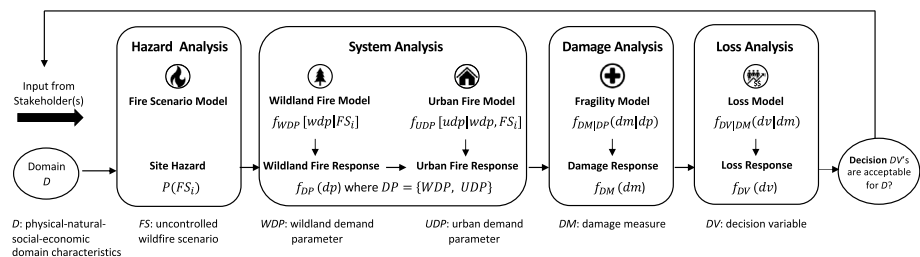 Hazard Analysis
System Analysis
Damage Analysis
Loss Analysis
Input from
Stakeholder(s)
Fire Scenario Model
Wildland Fire Model
Urban Fire Model
Fragility Model
Loss Model
f_WDP [wdp|FS_i]
f_UDP [udp|wdp, FS_i]
f_DM|DP (dm|dp)
f_DV|DM (dv|dm)
Domain
D
Site Hazard
Wildland Fire Response
Urban Fire Response
Damage Response
Loss Response
P(FS_i)
f_DP (dp) where DP = {WDP, UDP}
f_DM (dm)
f_DV (dv)
Decision DV's
are acceptable
for D?
D: physical-natural-
social-economic
domain characteristics
FS: uncontrolled
wildfire scenario
WDP: wildland demand
parameter
UDP: urban demand
parameter
DM: damage measure
DV: decision variable